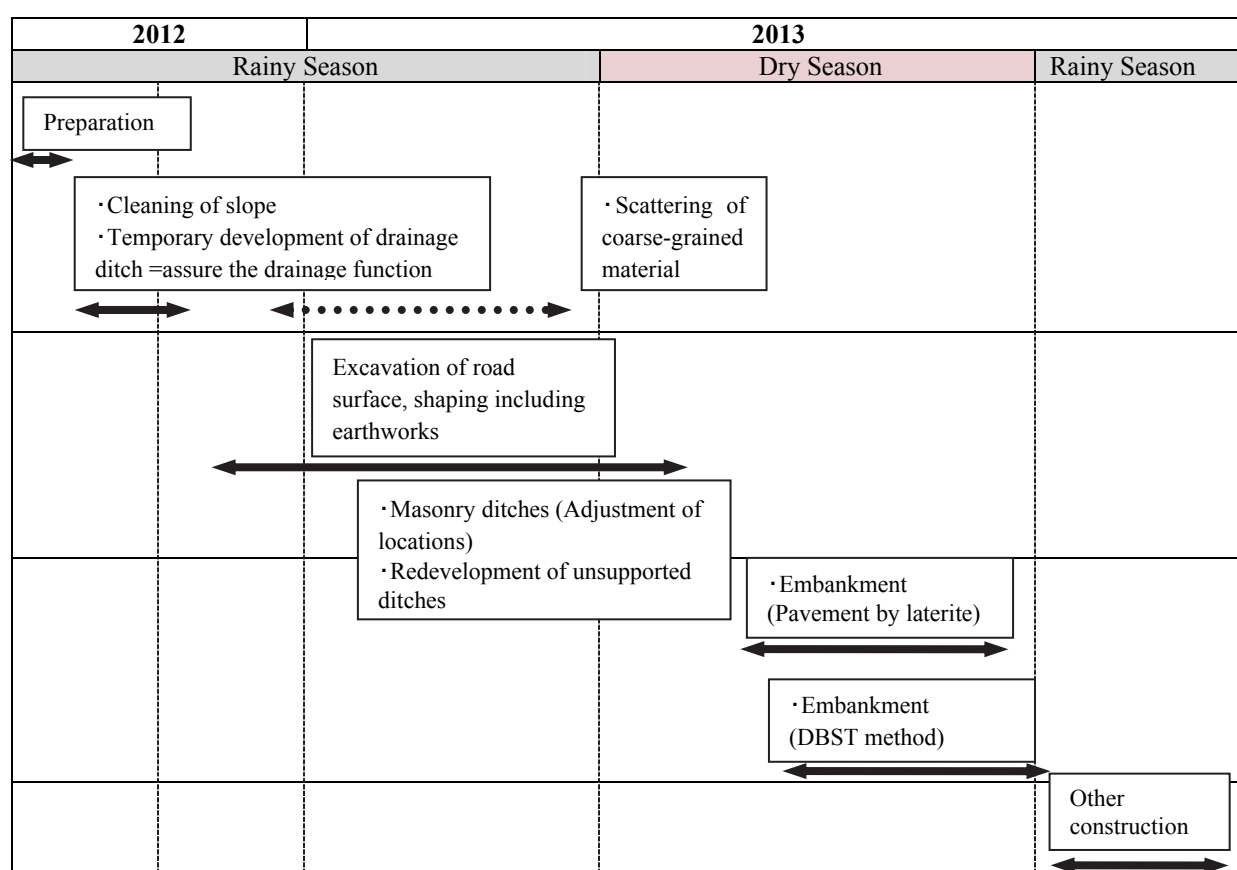 2012
2013
Rainy Season
Dry Season
Rainy Season
Preparation
・Cleaning of slope
・Temporary development of drainage
ditch =assure the drainage function
・Scattering of
coarse-grained
material
Excavation of road
surface, shaping including
earthworks
・Masonry ditches (Adjustment of
locations)
・Redevelopment of unsupported
ditches
・Embankment
(Pavement by laterite)
・Embankment
(DBST method)
Other
construction